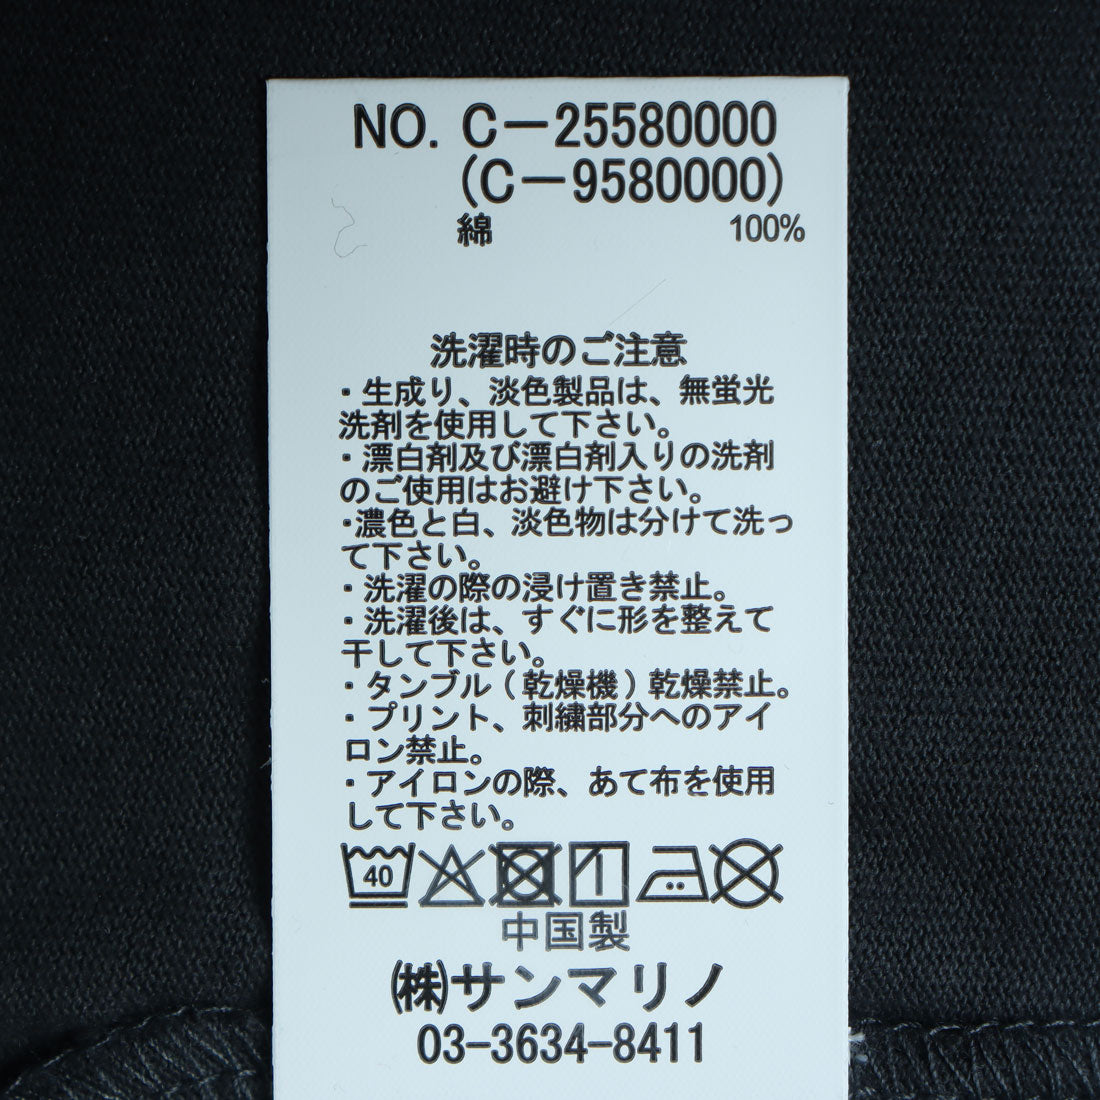 NO. C－25580000
(C－9580000)
綿 100%
洗濯時のご注意
・生成り、淡色製品は、無蛍光
洗剤を使用して下さい。
・漂白剤及び漂白剤入りの洗剤
のご使用はお避け下さい。
・濃色と白、淡色物は分けて洗っ
て下さい。
・洗濯の際の浸け置き禁止。
・洗濯後は、すぐに形を整えて
干して下さい。
・タンブル(乾燥機)乾燥禁止。
・プリント、刺繍部分へのアイ
ロン禁止。
・アイロンの際、あて布を使用
して下さい。
40
中国製
㈱サンマリノ
03-3634-8411